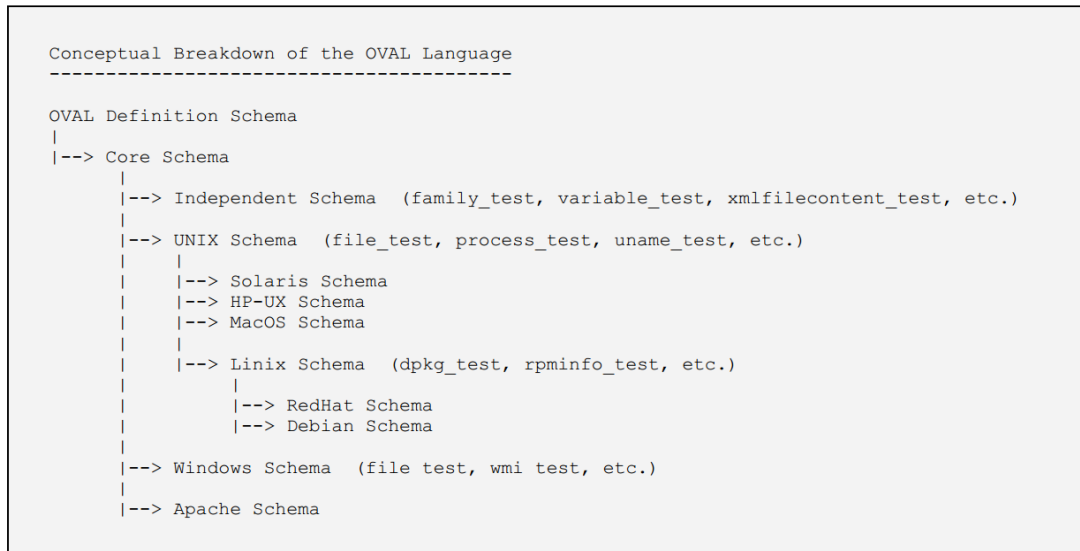 Conceptual Breakdown of the OVAL Language
-----------------------------------------
OVAL Definition Schema
|
|--> Core Schema
|
|--> Independent Schema  (family_test, variable_test, xmlfilecontent_test, etc.)
|
|--> UNIX Schema  (file_test, process_test, uname_test, etc.)
|    |
|    |--> Solaris Schema
|    |--> HP-UX Schema
|    |--> MacOS Schema
|    |
|    |--> Linix Schema  (dpkg_test, rpminfo_test, etc.)
|         |
|         |--> RedHat Schema
|         |--> Debian Schema
|
|--> Windows Schema  (file test, wmi test, etc.)
|
|--> Apache Schema